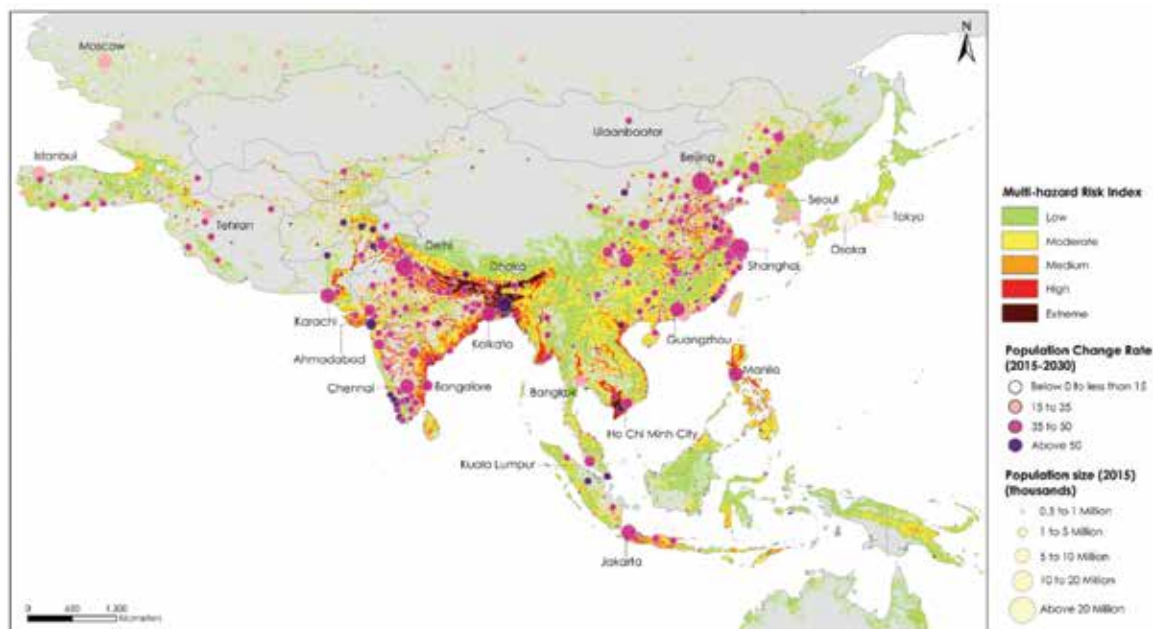 N
Moscow
Ulaanbaatar
Istanbul
Beijing
Seoul
Tokyo
Tehran
Osaka
Delhi
Dhaka
Shanghai
Karachi
Kolkata
Guangzhou
Ahmadabad
Manila
Chennai
Bangalore
Bangkok
Ho Chi Minh City
Kuala Lumpur
Jakarta
0
Kilometers
Multi-hazard Risk Index
Low
Moderate
Medium
High
Extreme
Population Change Rate
(2015-2030)
Below 0 to less than 15
15 to 35
35 to 50
Above 50
Population size (2015)
(thousands)
0.5 to 1 Million
1 to 5 Million
5 to 10 Million
10 to 20 Million
Above 20 Million